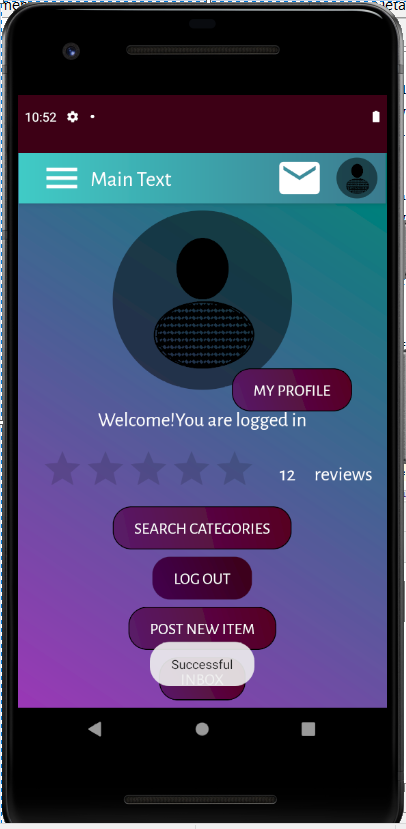 10:52
Main Text
MY PROFILE
Welcome!You are logged in
12 reviews
SEARCH CATEGORIES
LOG OUT
POST NEW ITEM
Successful
INBOX